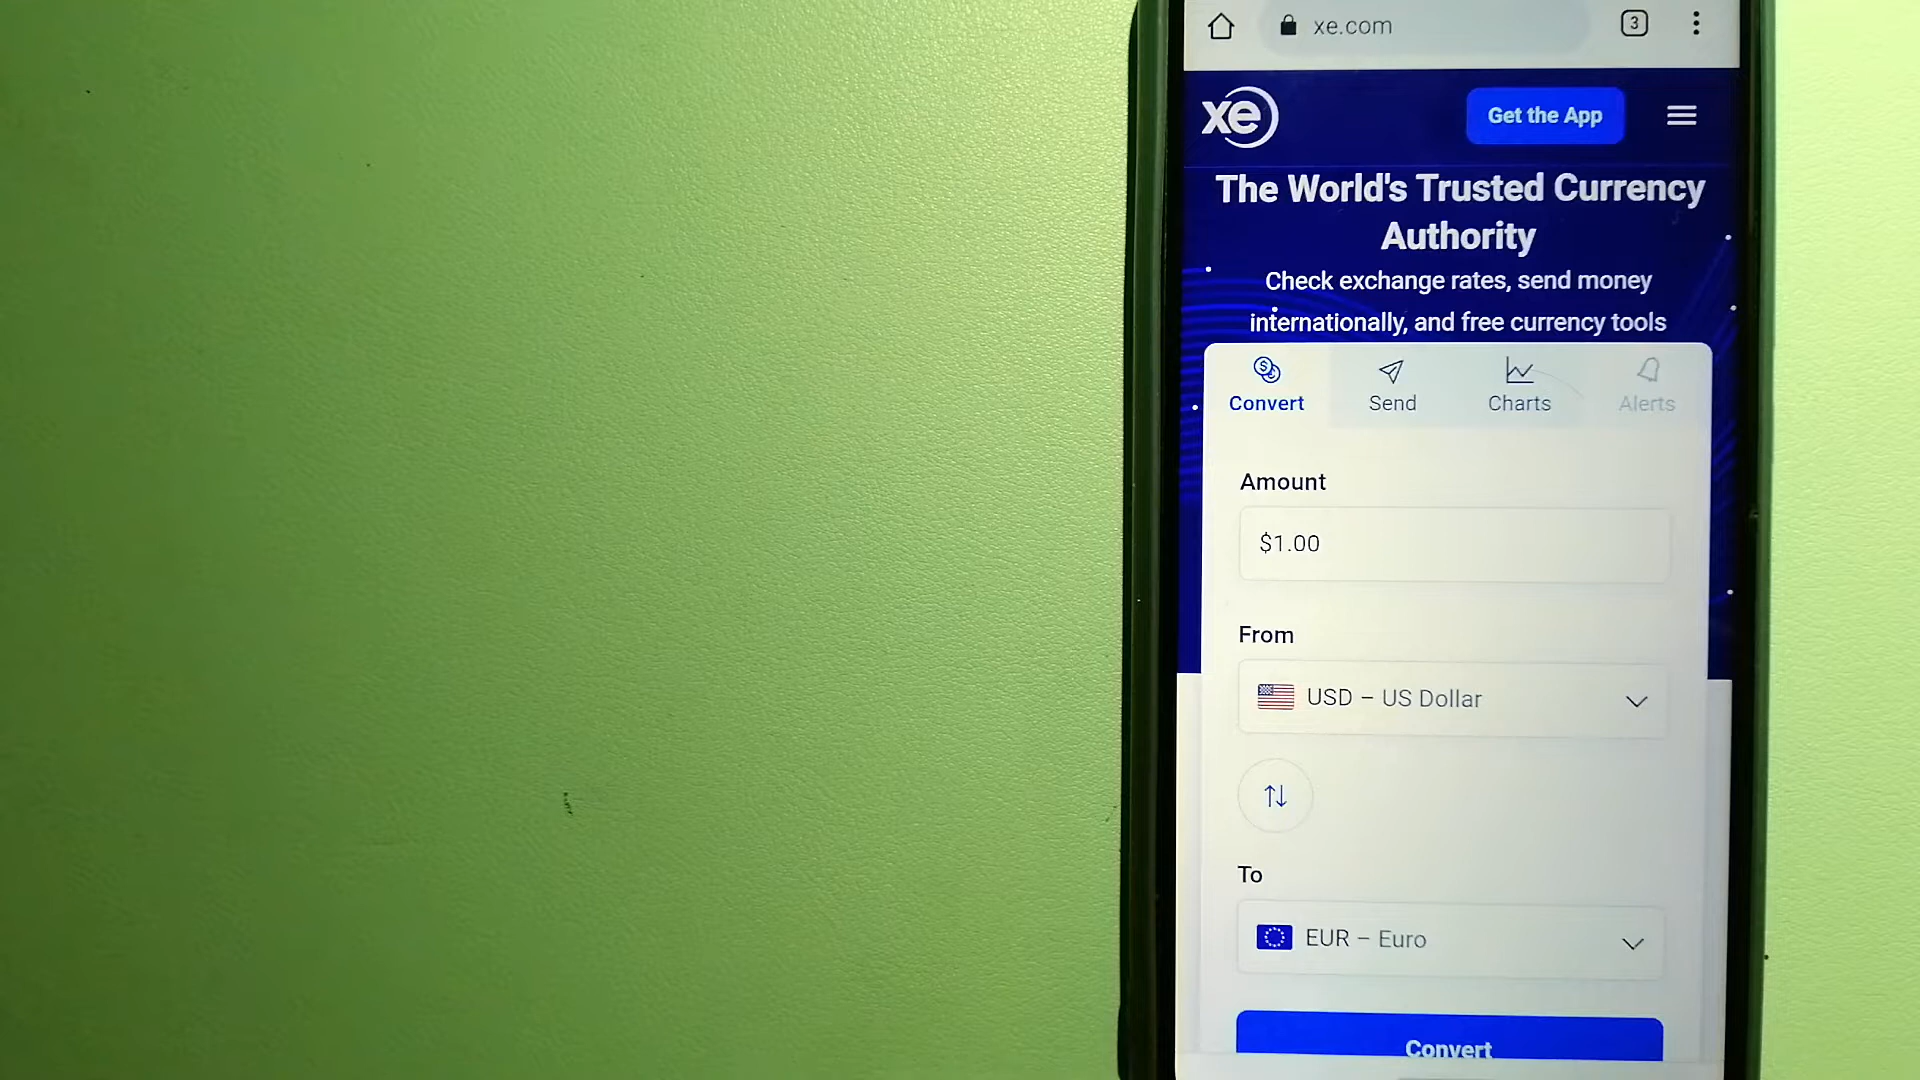 xe.com
3
xe
Get the App
The World's Trusted Currency
Authority
Check exchange rates, send money
internationally, and free currency tools
Convert
Send
Charts
Alerts
Amount
$1.00
From
USD – US Dollar
To
EUR – Euro
Convert